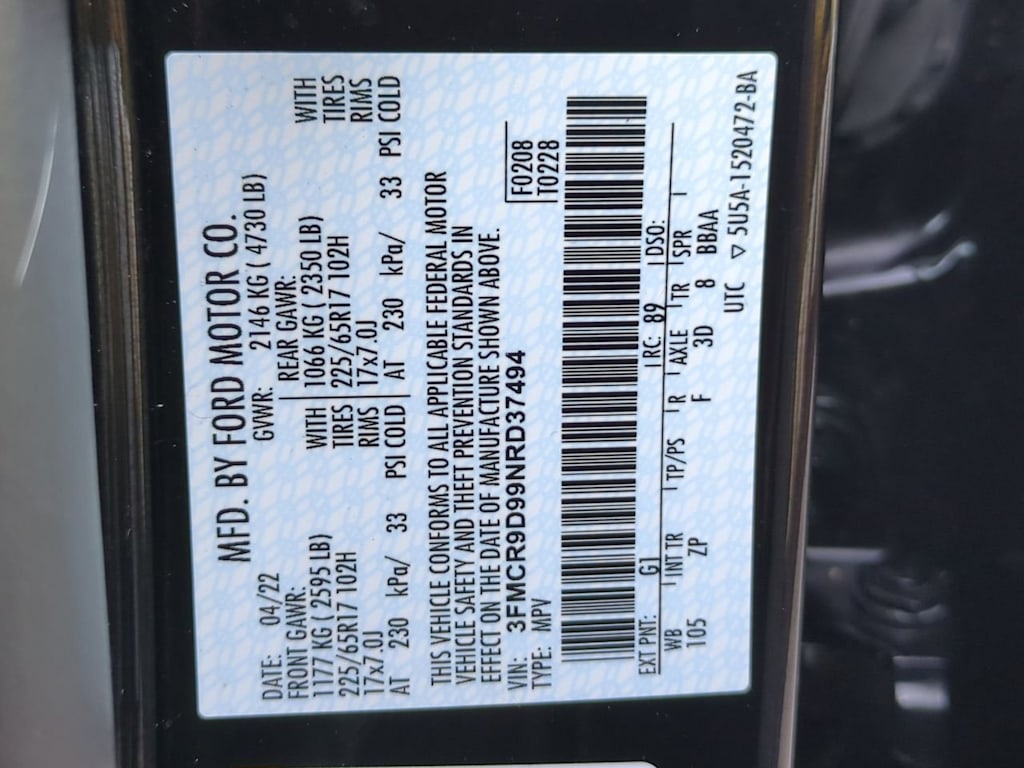 MFD. BY FORD MOTOR CO.
DATE: 04/22 GVWR: 2146 KG ( 4730 LB)
FRONT GAWR: REAR GAWR:
1177 KG ( 2595 LB) WITH 1066 KG ( 2350 LB) WITH
225/65R17 102H TIRES 225/65R17 102H TIRES
17x7.0J RIMS 17x7.0J RIMS
AT 230 kPa/ 33 PSI COLD AT 230 kPa/ 33 PSI COLD
THIS VEHICLE CONFORMS TO ALL APPLICABLE FEDERAL MOTOR
VEHICLE SAFETY AND THEFT PREVENTION STANDARDS IN
EFFECT ON THE DATE OF MANUFACTURE SHOWN ABOVE.
VIN: 3FMCR9D99NRD37494 F0208
TYPE: MPV T0228
EXT PNT: G1 RC: 89 DSO:
WB INT TR TP/PS R AXLE TR SPR
105 ZP F 3D 8 BBAA
UTC ▽ 5U5A-1520472-BA